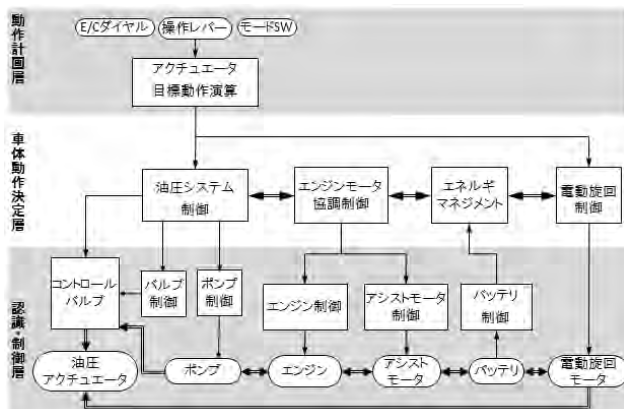 動作計画層
E/Cダイヤル
操作レバー
モードSW
アクチュエータ
目標動作演算
車体動作決定層
油圧システム
制御
エンジンモータ
協調制御
エネルギ
マネジメント
電動旋回
制御
認識・制御層
コントロール
バルブ
バルブ
制御
ポンプ
制御
エンジン制御
アシストモータ
制御
バッテリ
制御
油圧
アクチュエータ
ポンプ
エンジン
アシスト
モータ
バッテリ
電動旋回
モータ